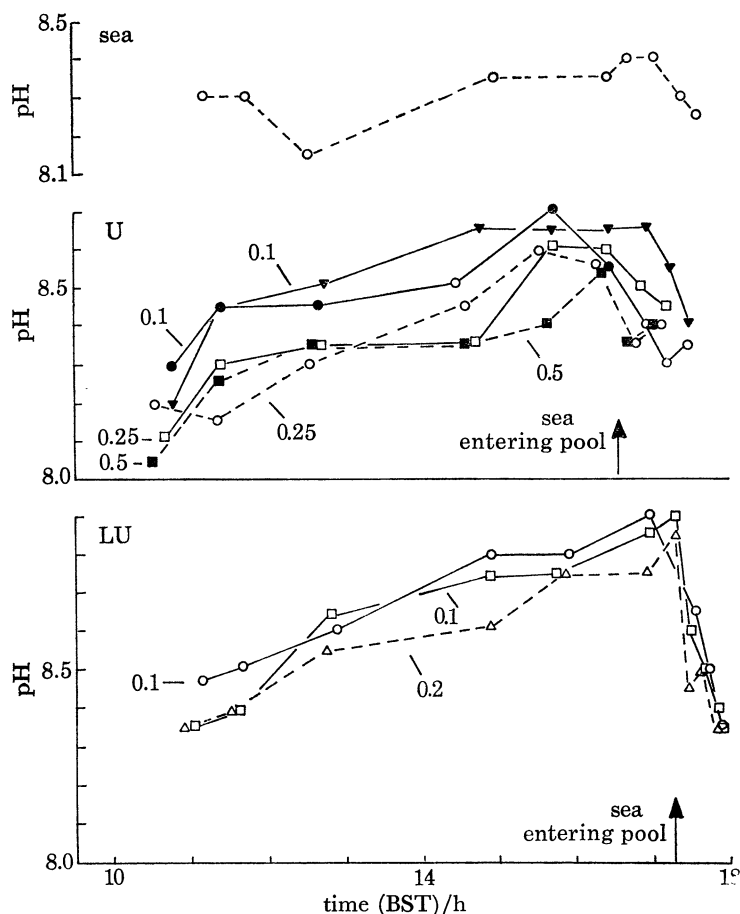 8.5
sea
pH
8.1
U
0.1
8.5
0.1
pH
0.5
0.25
0.25
0.5
sea
entering pool
8.0
LU
0.1
0.1
0.2
8.5
pH
sea
entering pool
8.0
10
14
time (BST)/h